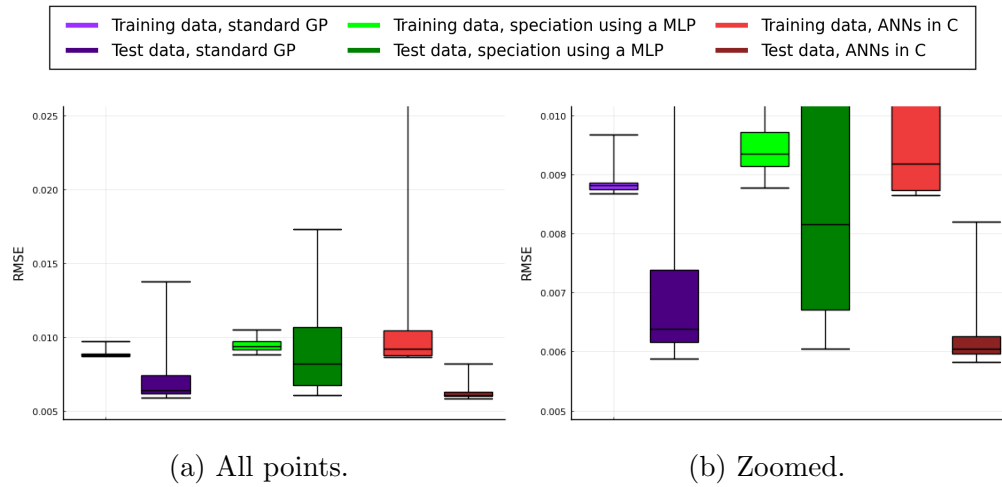 Training data, standard GP Training data, speciation using a MLP Training data, ANNs in C
Test data, standard GP Test data, speciation using a MLP Test data, ANNs in C
0.025
0.020
0.015
0.010
0.005
RMSE
0.010
0.009
0.008
0.007
0.006
0.005
RMSE
(a) All points.
(b) Zoomed.